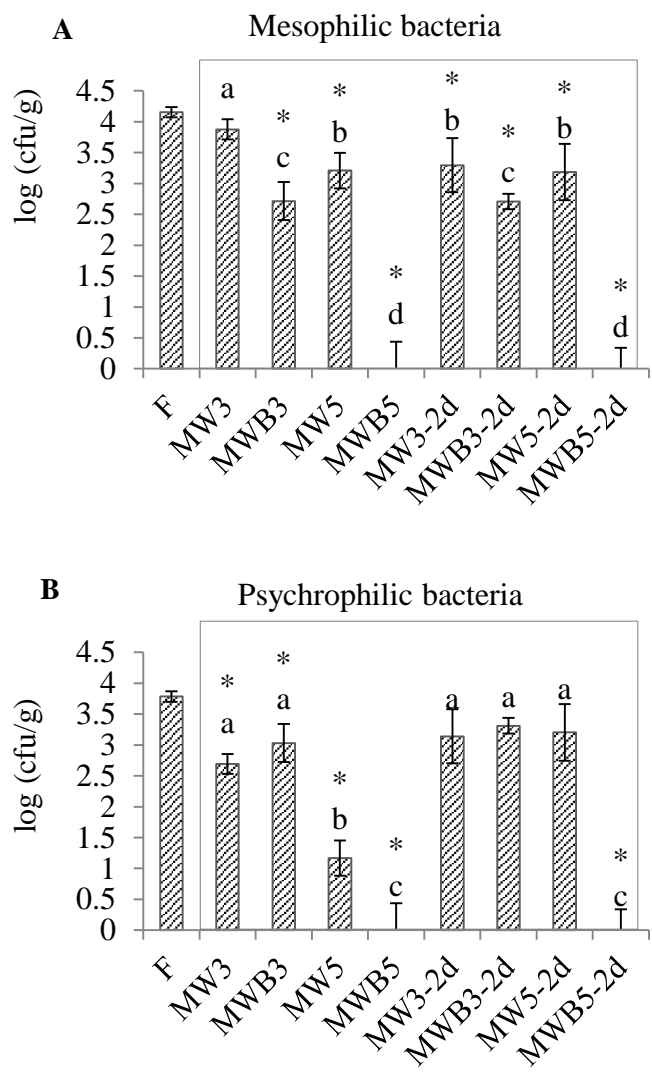 A
Mesophilic bacteria
log (cfu/g)
4.5
4
3.5
3
2.5
2
1.5
1
0.5
0
a
*
c
*
b
*
d
*
b
*
c
*
b
*
d
F
MW3
MWB3
MW5
MWB5
MW3-2d
MWB3-2d
MW5-2d
MWB5-2d
B
Psychrophilic bacteria
log (cfu/g)
4.5
4
3.5
3
2.5
2
1.5
1
0.5
0
*
a
*
a
*
b
*
c
a
a
a
*
c
F
MW3
MWB3
MW5
MWB5
MW3-2d
MWB3-2d
MW5-2d
MWB5-2d